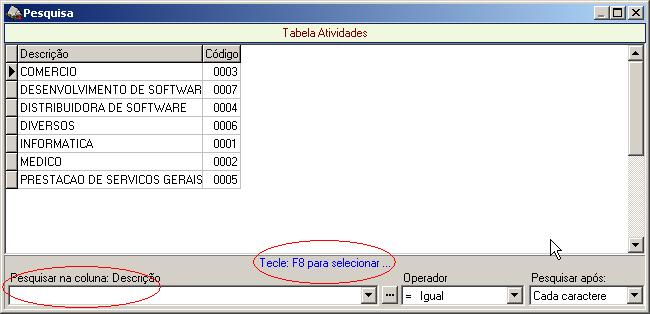 Pesquisa
Tabela Atividades
Descrição Código
COMERCIO 0003
DESENVOLVIMENTO DE SOFTWAR 0007
DISTRIBUIDORA DE SOFTWARE 0004
DIVERSOS 0006
INFORMATICA 0001
MEDICO 0002
PRESTACAO DE SERVICOS GERAIS 0005
Tecle: F8 para selecionar ...
Pesquisar na coluna: Descrição Operador Pesquisar após:
... = Igual Cada caractere